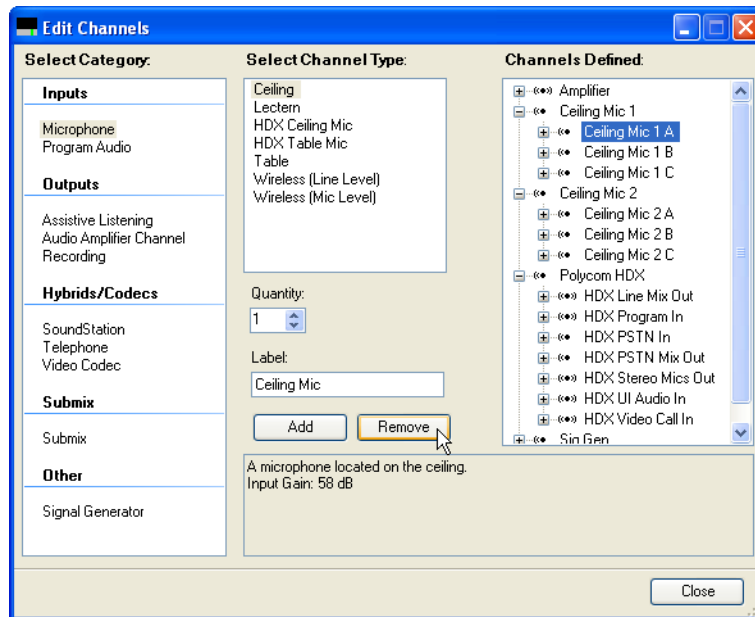 Edit Channels
Select Category:
Inputs
Microphone
Program Audio
Outputs
Assistive Listening
Audio Amplifier Channel
Recording
Hybrids/Codecs
SoundStation
Telephone
Video Codec
Submix
Submix
Other
Signal Generator
Select Channel Type:
Ceiling
Lectern
HDX Ceiling Mic
HDX Table Mic
Table
Wireless (Line Level)
Wireless (Mic Level)
Quantity:
1
Label:
Ceiling Mic
Add
Remove
Channels Defined:
Amplifier
Ceiling Mic 1
Ceiling Mic 1 A
Ceiling Mic 1 B
Ceiling Mic 1 C
Ceiling Mic 2
Ceiling Mic 2 A
Ceiling Mic 2 B
Ceiling Mic 2 C
Polycom HDX
HDX Line Mix Out
HDX Program In
HDX PSTN In
HDX PSTN Mix Out
HDX Stereo Mics Out
HDX UI Audio In
HDX Video Call In
Sig Gen
A microphone located on the ceiling.
Input Gain: 58 dB
Close